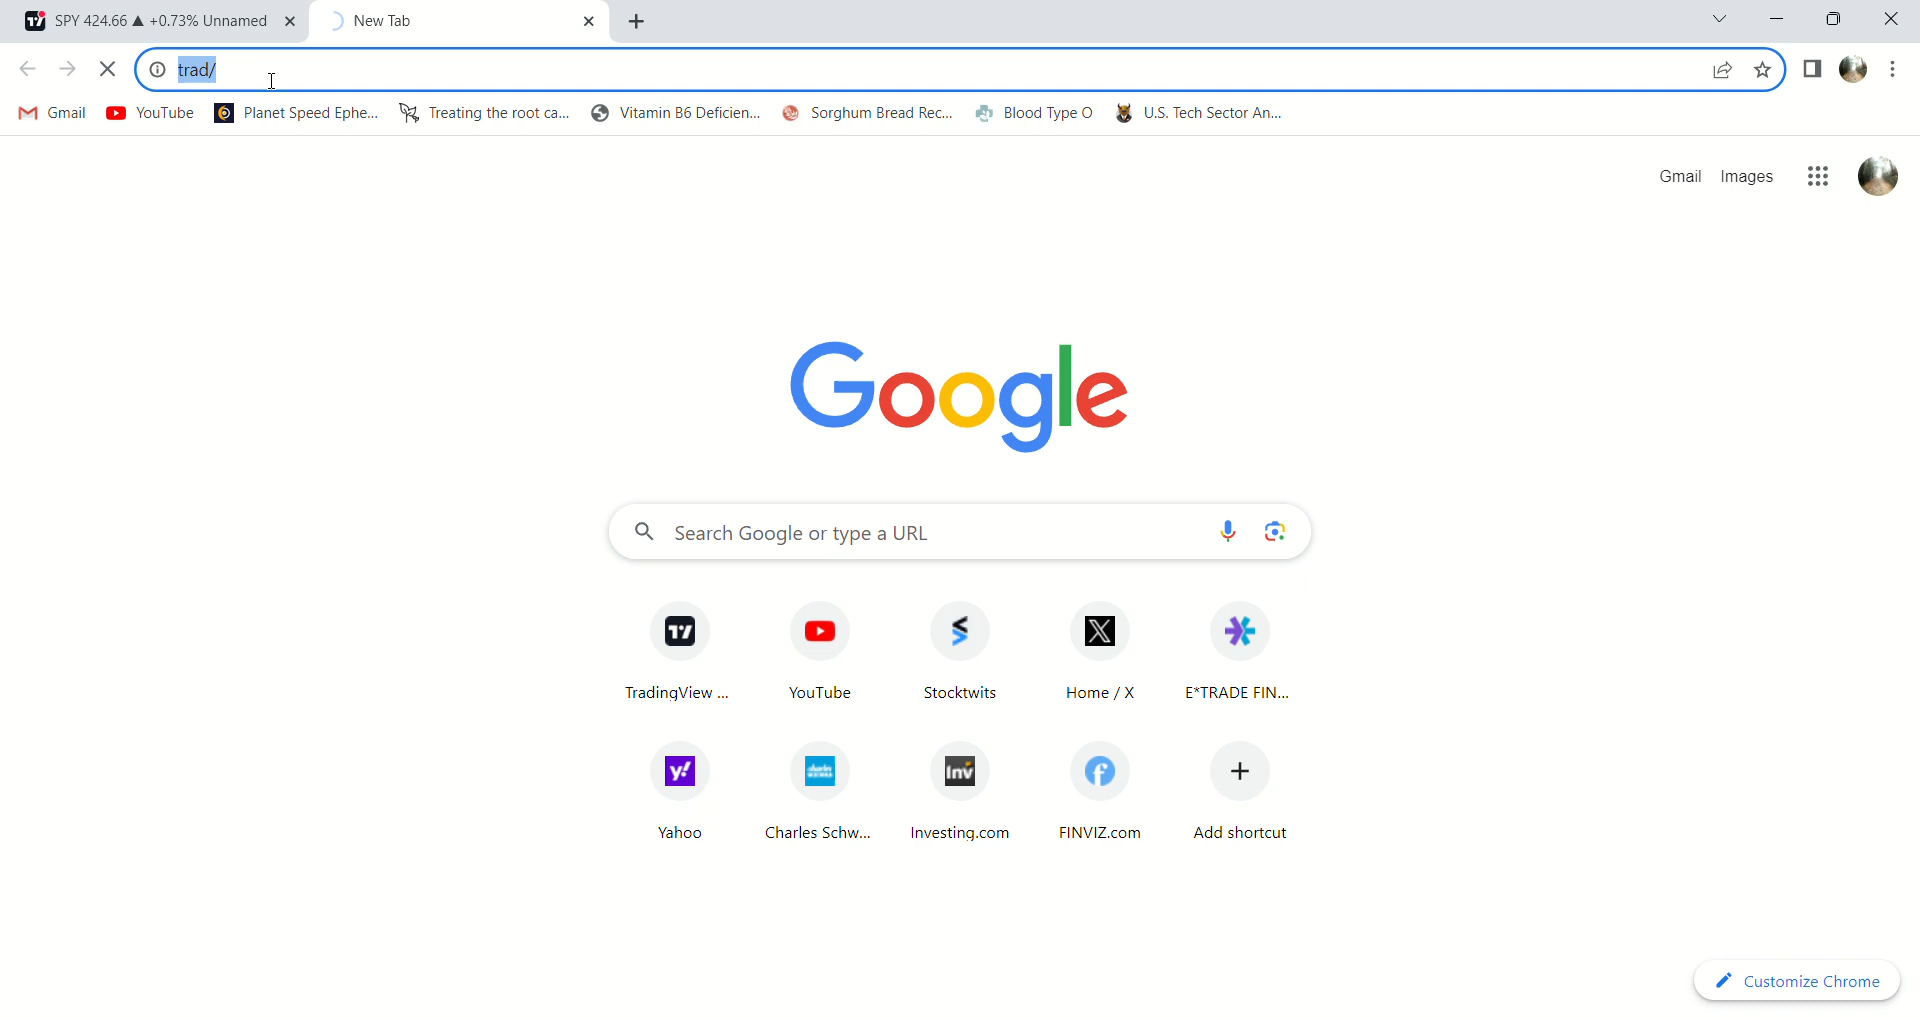 SPY 424.66 ▲ +0.73% Unnamed
New Tab
trad/
Gmail
YouTube
Planet Speed Ephe...
Treating the root ca...
Vitamin B6 Deficien...
Sorghum Bread Rec...
Blood Type O
U.S. Tech Sector An...
Gmail
Images
Google
Search Google or type a URL
TradingView ...
YouTube
Stocktwits
Home / X
E*TRADE FIN...
y!
Inv
Yahoo
Charles Schw...
Investing.com
FINVIZ.com
Add shortcut
Customize Chrome